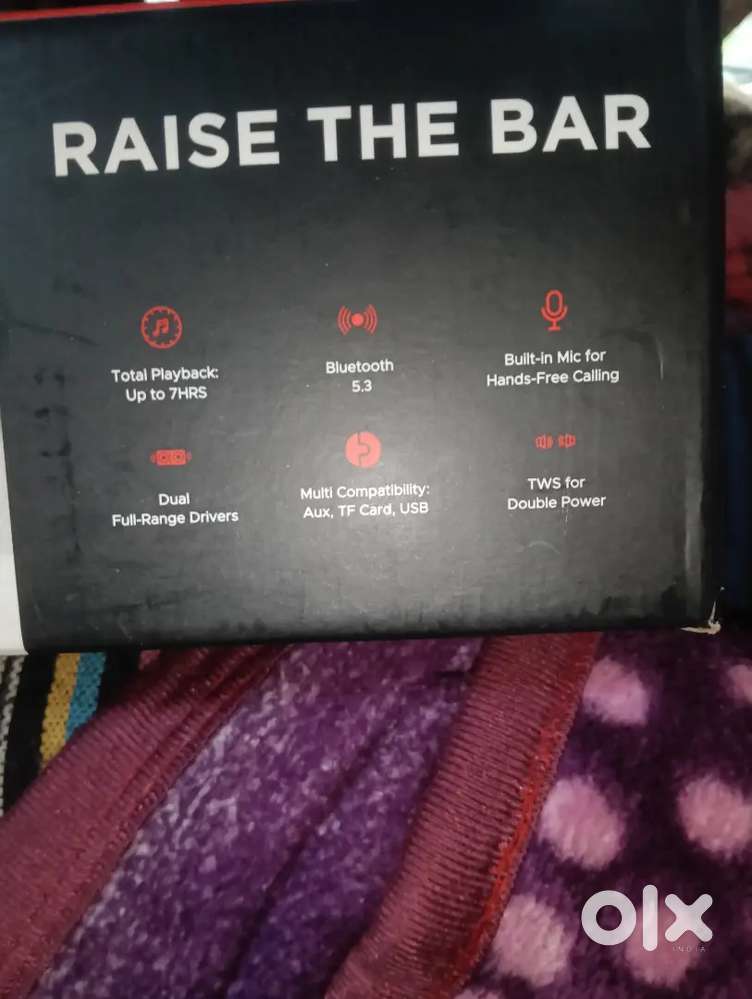 RAISE THE BAR
Total Playback:
Up to 7HRS
Bluetooth
5.3
Built-in Mic for
Hands-Free Calling
Dual
Full-Range Drivers
Multi Compatibility:
Aux, TF Card, USB
TWS for
Double Power
olx
INDIA